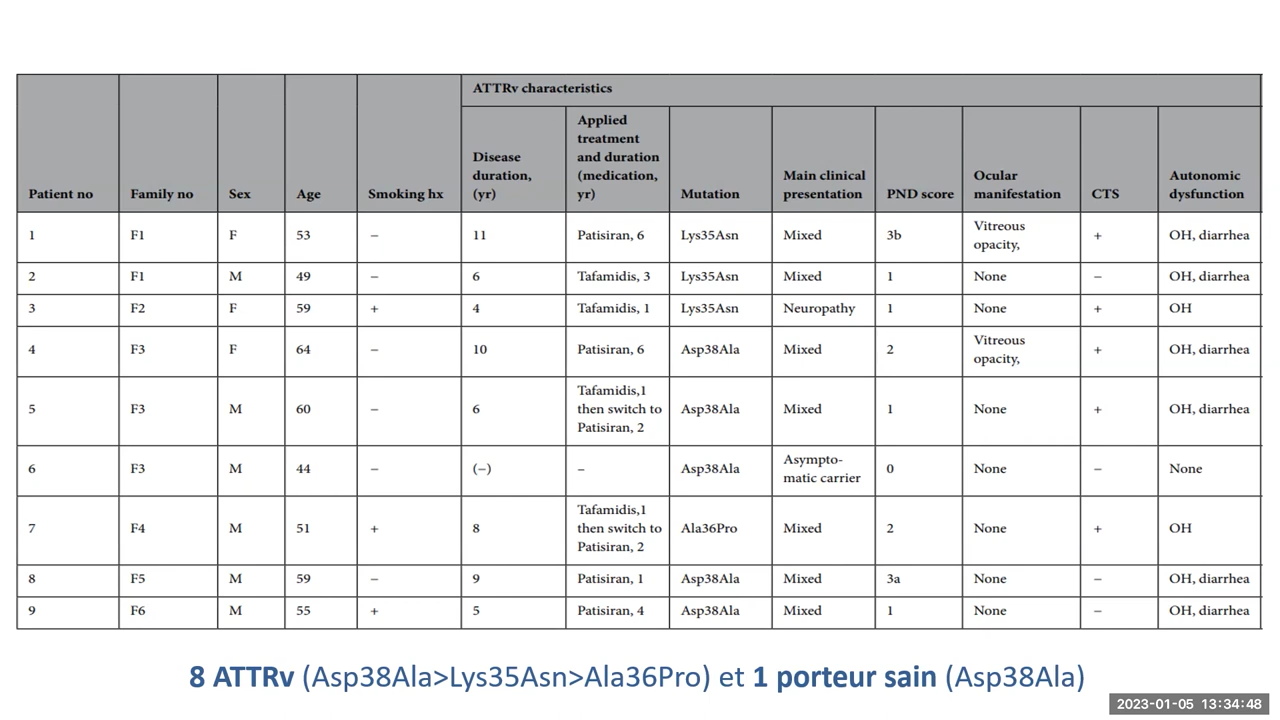 ATTRv characteristics
Patient no Family no Sex Age Smoking hx Disease duration, (yr) Applied treatment and duration (medication, yr) Mutation Main clinical presentation PND score Ocular manifestation CTS Autonomic dysfunction
1 F1 F 53 – 11 Patisiran, 6 Lys35Asn Mixed 3b Vitreous opacity, + OH, diarrhea
2 F1 M 49 – 6 Tafamidis, 3 Lys35Asn Mixed 1 None – OH, diarrhea
3 F2 F 59 + 4 Tafamidis, 1 Lys35Asn Neuropathy 1 None + OH
4 F3 F 64 – 10 Patisiran, 6 Asp38Ala Mixed 2 Vitreous opacity, + OH, diarrhea
5 F3 M 60 – 6 Tafamidis,1 then switch to Patisiran, 2 Asp38Ala Mixed 1 None + OH, diarrhea
6 F3 M 44 – (–) – Asp38Ala Asympto-matic carrier 0 None – None
7 F4 M 51 + 8 Tafamidis,1 then switch to Patisiran, 2 Ala36Pro Mixed 2 None + OH
8 F5 M 59 – 9 Patisiran, 1 Asp38Ala Mixed 3a None – OH, diarrhea
9 F6 M 55 + 5 Patisiran, 4 Asp38Ala Mixed 1 None – OH, diarrhea
8 ATTRv (Asp38Ala>Lys35Asn>Ala36Pro) et 1 porteur sain (Asp38Ala)
2023-01-05 13:34:48